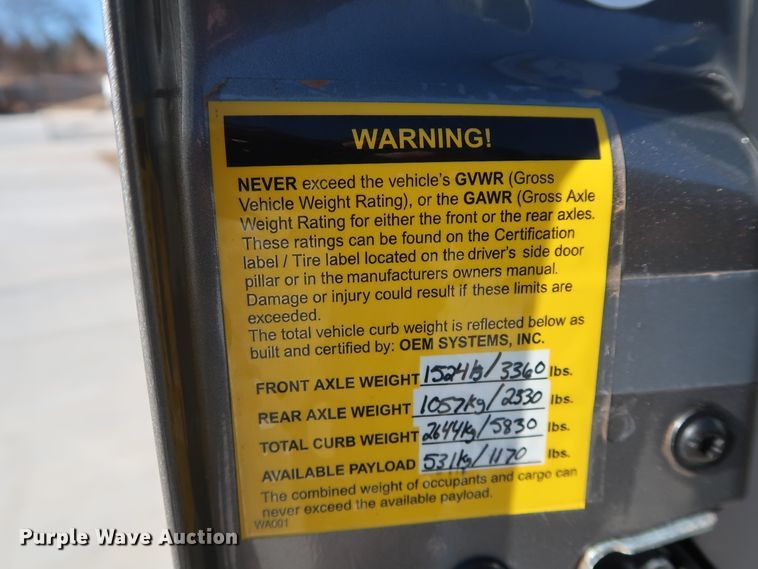 WARNING!
NEVER exceed the vehicle's GVWR (Gross
Vehicle Weight Rating), or the GAWR (Gross Axle
Weight Rating for either the front or the rear axles.
These ratings can be found on the Certification
label / Tire label located on the driver's side door
pillar or in the manufacturers owners manual.
Damage or injury could result if these limits are
exceeded.
The total vehicle curb weight is reflected below as
built and certified by: OEM SYSTEMS, INC.
FRONT AXLE WEIGHT 1524kg/3360 lbs.
REAR AXLE WEIGHT 1057kg/2330 lbs.
TOTAL CURB WEIGHT 2644kg/5830 lbs.
AVAILABLE PAYLOAD 531kg/1170 lbs.
The combined weight of occupants and cargo can
never exceed the available payload.
WA001
Purple Wave Auction